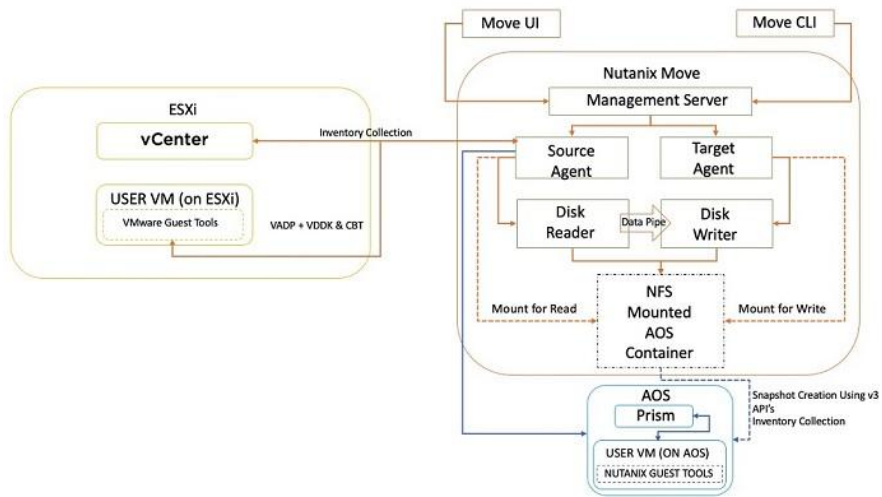 Move UI
Move CLI
Nutanix Move
Management Server
ESXi
vCenter
Inventory Collection
Source
Agent
Target
Agent
USER VM (on ESXi)
VMware Guest Tools
VADP + VDDK & CBT
Disk
Reader
Data Pipe
Disk
Writer
NFS
Mounted
AOS
Container
Mount for Read
Mount for Write
AOS
Prism
Snapshot Creation Using v3
API's
Inventory Collection
USER VM (ON AOS)
NUTANIX GUEST TOOLS